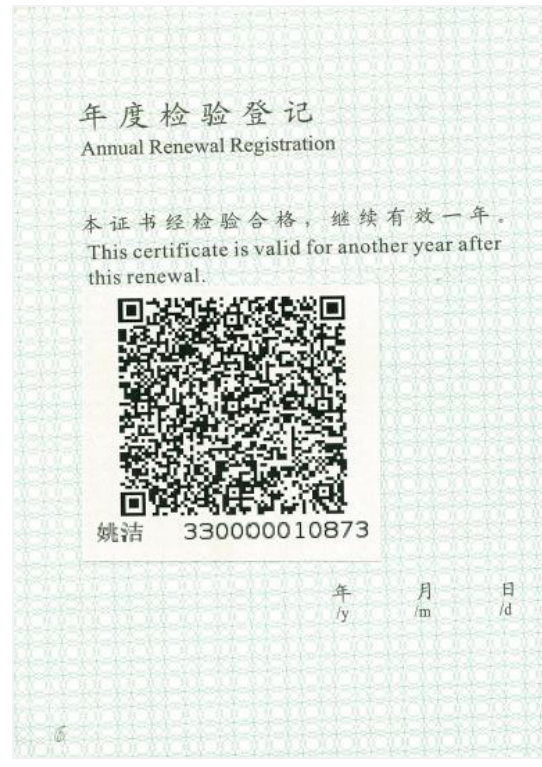 年度检验登记
Annual Renewal Registration
本证书经检验合格，继续有效一年。
This certificate is valid for another year after
this renewal.
姚洁 330000010873
年 月 日
/y /m /d
6